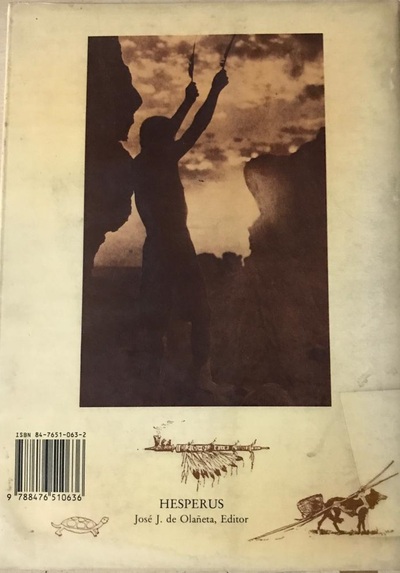 ISBN 84-7651-063-2
9 788476 510636
HESPERUS
José J. de Olañeta, Editor